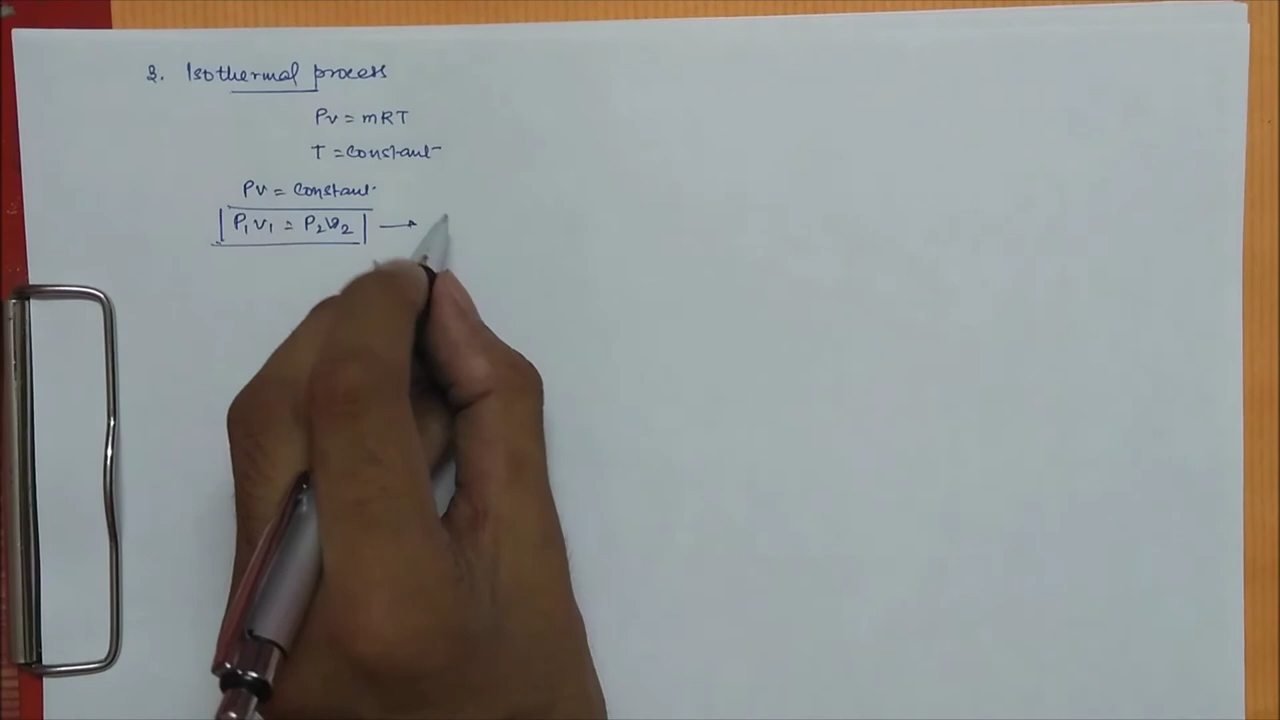 2. Isothermal process
Pv = mRT
T = Constant
Pv = Constant
P₁v₁ = P₂v₂ →